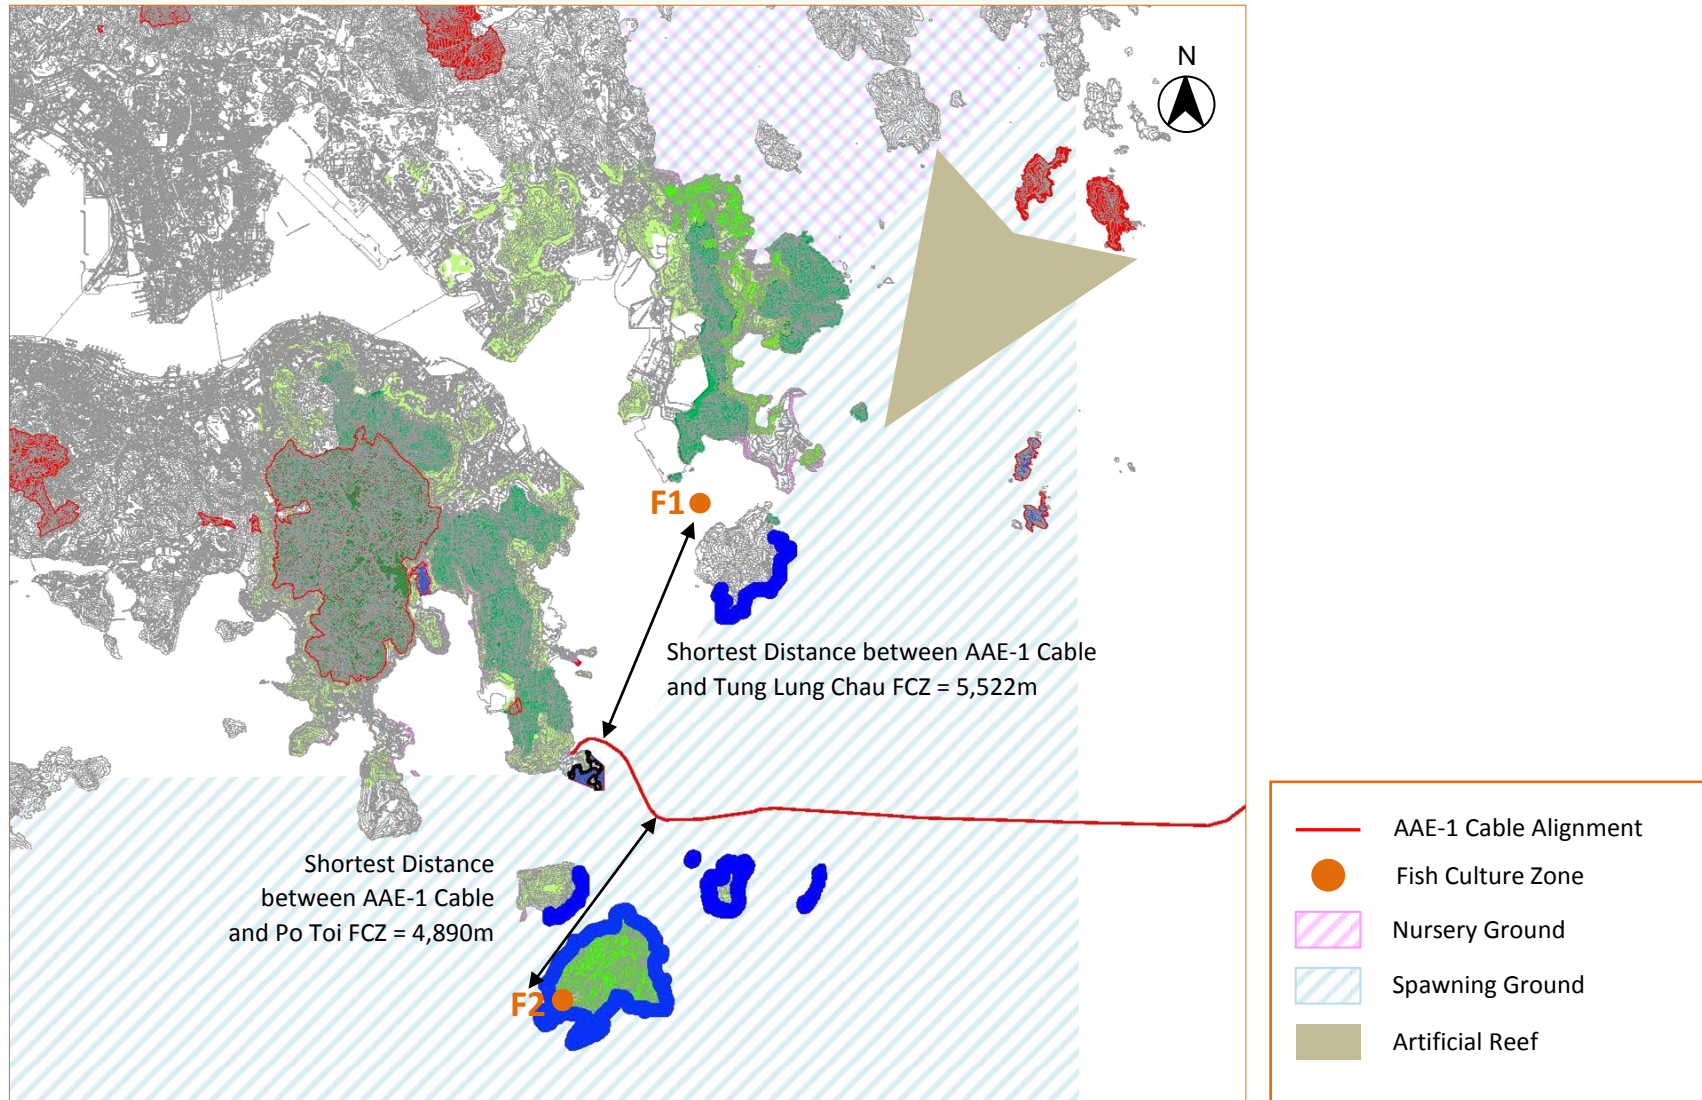 N
F1
Shortest Distance between AAE-1 Cable
and Tung Lung Chau FCZ = 5,522m
Shortest Distance
between AAE-1 Cable
and Po Toi FCZ = 4,890m
F2
AAE-1 Cable Alignment
Fish Culture Zone
Nursery Ground
Spawning Ground
Artificial Reef